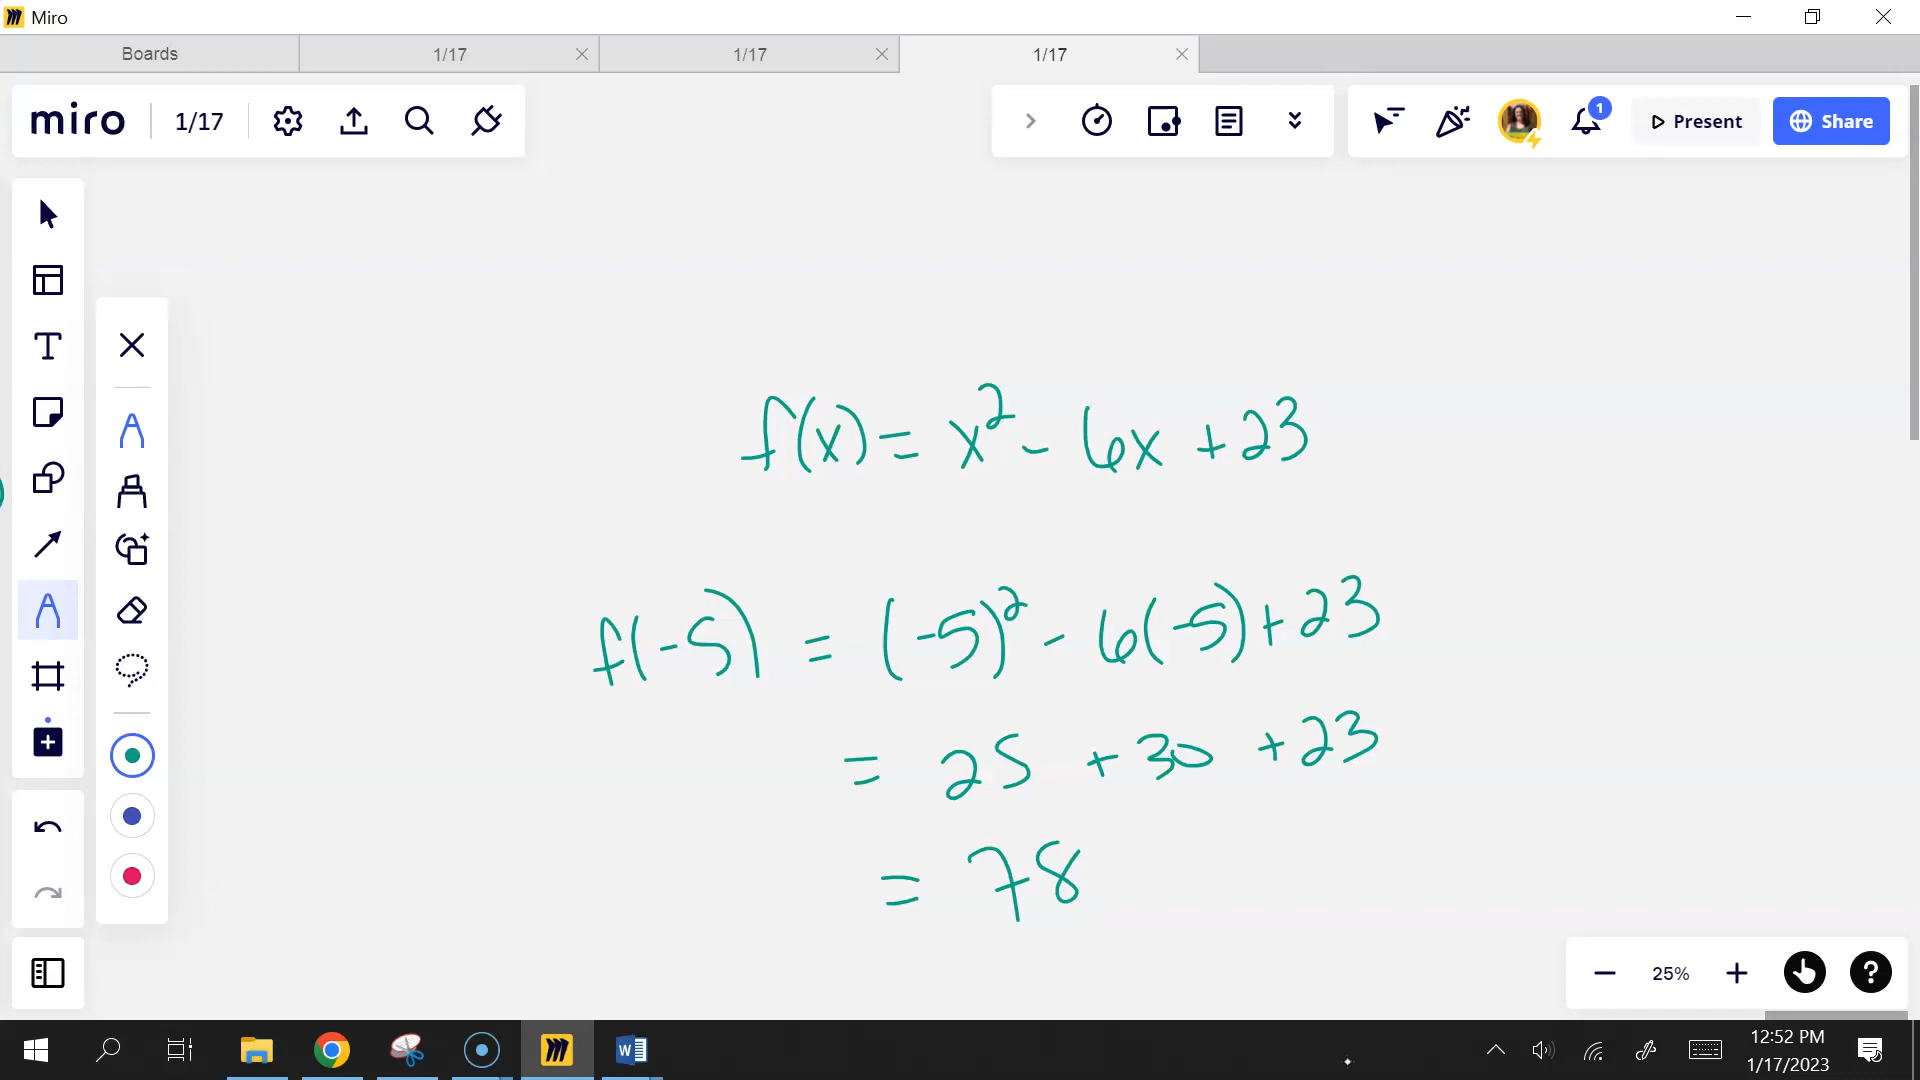 Miro
Boards 1/17 1/17 1/17
miro 1/17 1 Present Share
f(x) = x² - 6x + 23
f(-5) = (-5)² - 6(-5) + 23
= 25 + 30 + 23
= 78
25%
12:52 PM
1/17/2023